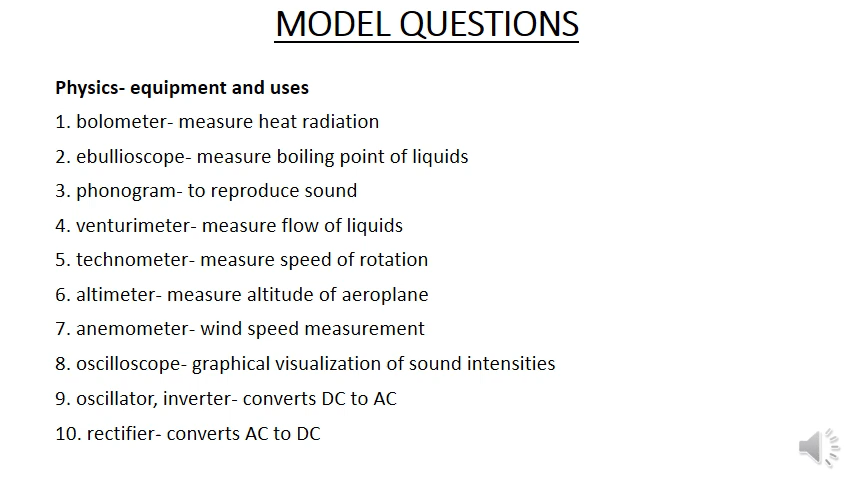 MODEL QUESTIONS
Physics- equipment and uses
1. bolometer- measure heat radiation
2. ebullioscope- measure boiling point of liquids
3. phonogram- to reproduce sound
4. venturimeter- measure flow of liquids
5. technometer- measure speed of rotation
6. altimeter- measure altitude of aeroplane
7. anemometer- wind speed measurement
8. oscilloscope- graphical visualization of sound intensities
9. oscillator, inverter- converts DC to AC
10. rectifier- converts AC to DC